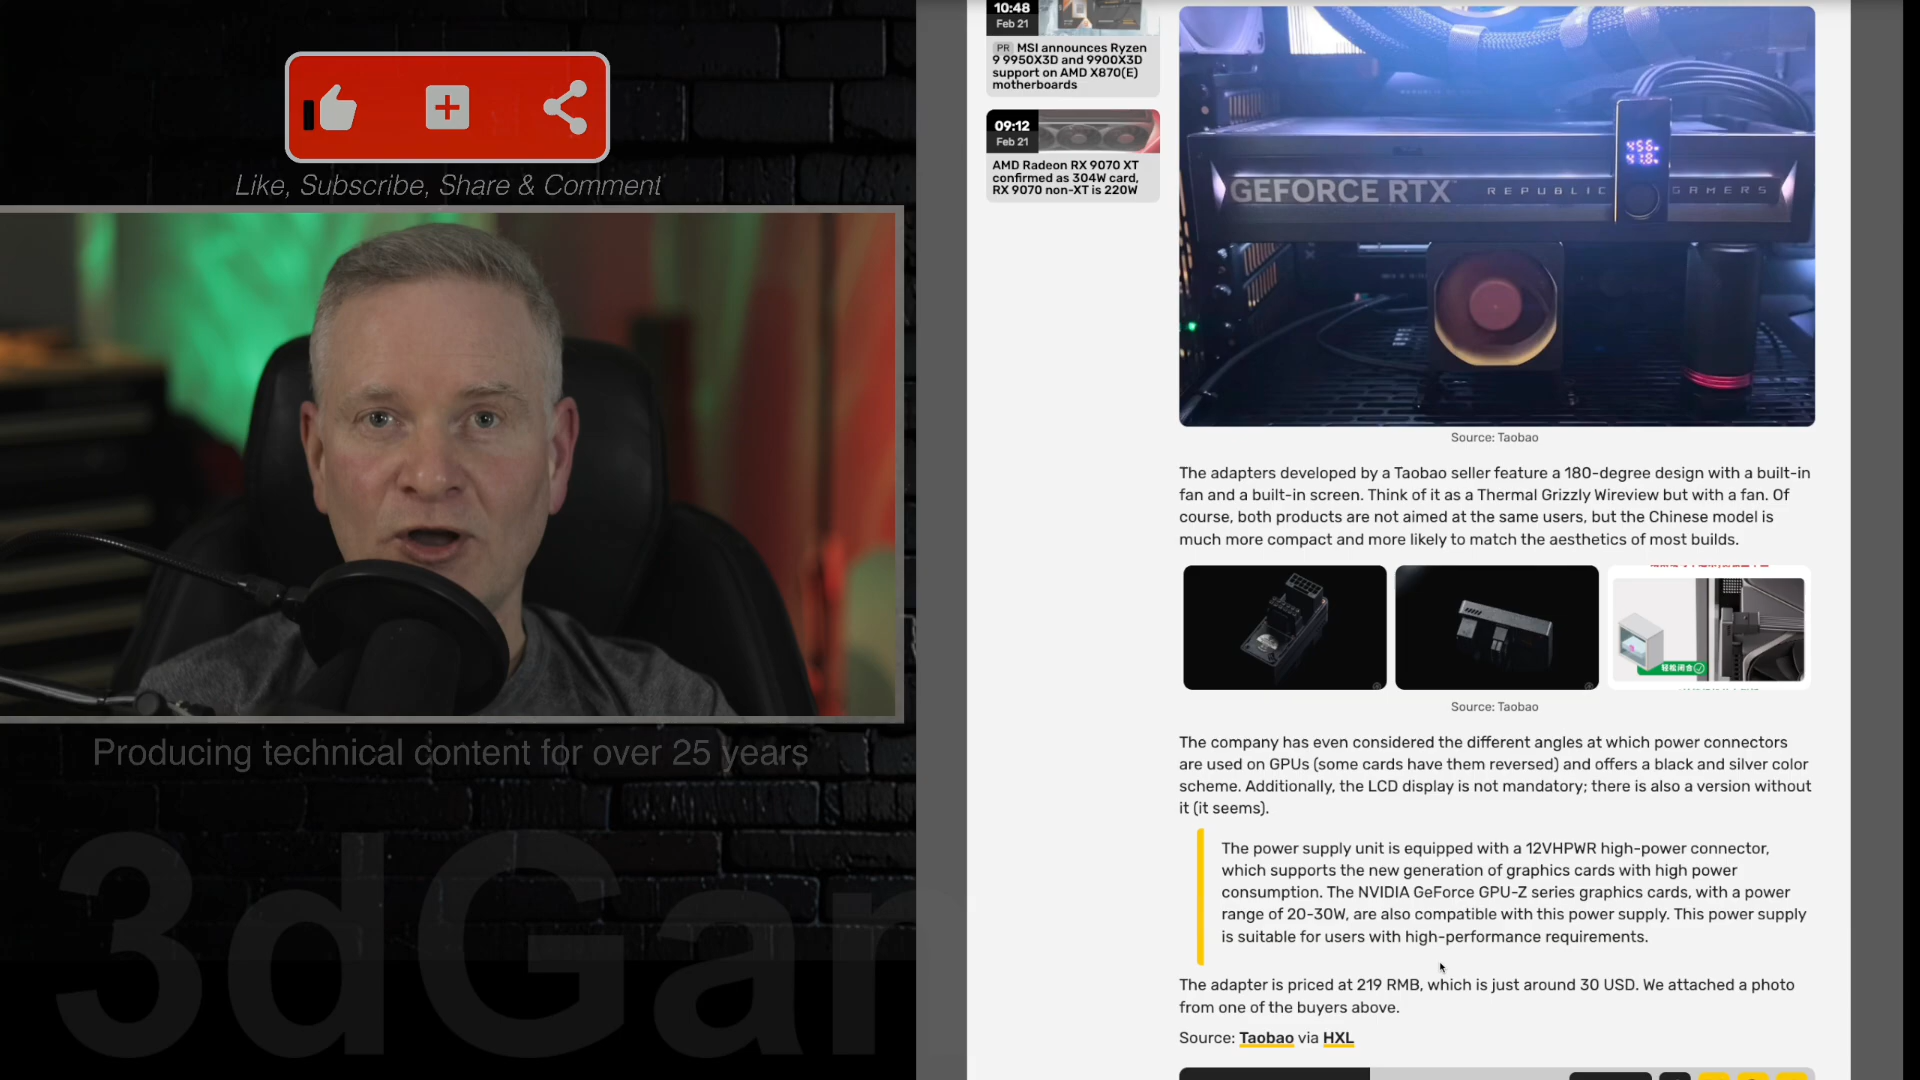 Like, Subscribe, Share & Comment
Producing technical content for over 25 years
3dGam
10:48
Feb 21
PR MSI announces Ryzen
9 9950X3D and 9900X3D
support on AMD X870(E)
motherboards
09:12
Feb 21
AMD Radeon RX 9070 XT
confirmed as 304W card,
RX 9070 non-XT is 220W
456
41.8
GEFORCE RTX
REPUBLIC
GAMERS
Source: Taobao
The adapters developed by a Taobao seller feature a 180-degree design with a built-in
fan and a built-in screen. Think of it as a Thermal Grizzly Wireview but with a fan. Of
course, both products are not aimed at the same users, but the Chinese model is
much more compact and more likely to match the aesthetics of most builds.
轻松闭合
Source: Taobao
The company has even considered the different angles at which power connectors
are used on GPUs (some cards have them reversed) and offers a black and silver color
scheme. Additionally, the LCD display is not mandatory; there is also a version without
it (it seems).
The power supply unit is equipped with a 12VHPWR high-power connector,
which supports the new generation of graphics cards with high power
consumption. The NVIDIA GeForce GPU-Z series graphics cards, with a power
range of 20-30W, are also compatible with this power supply. This power supply
is suitable for users with high-performance requirements.
The adapter is priced at 219 RMB, which is just around 30 USD. We attached a photo
from one of the buyers above.
Source: Taobao via HXL